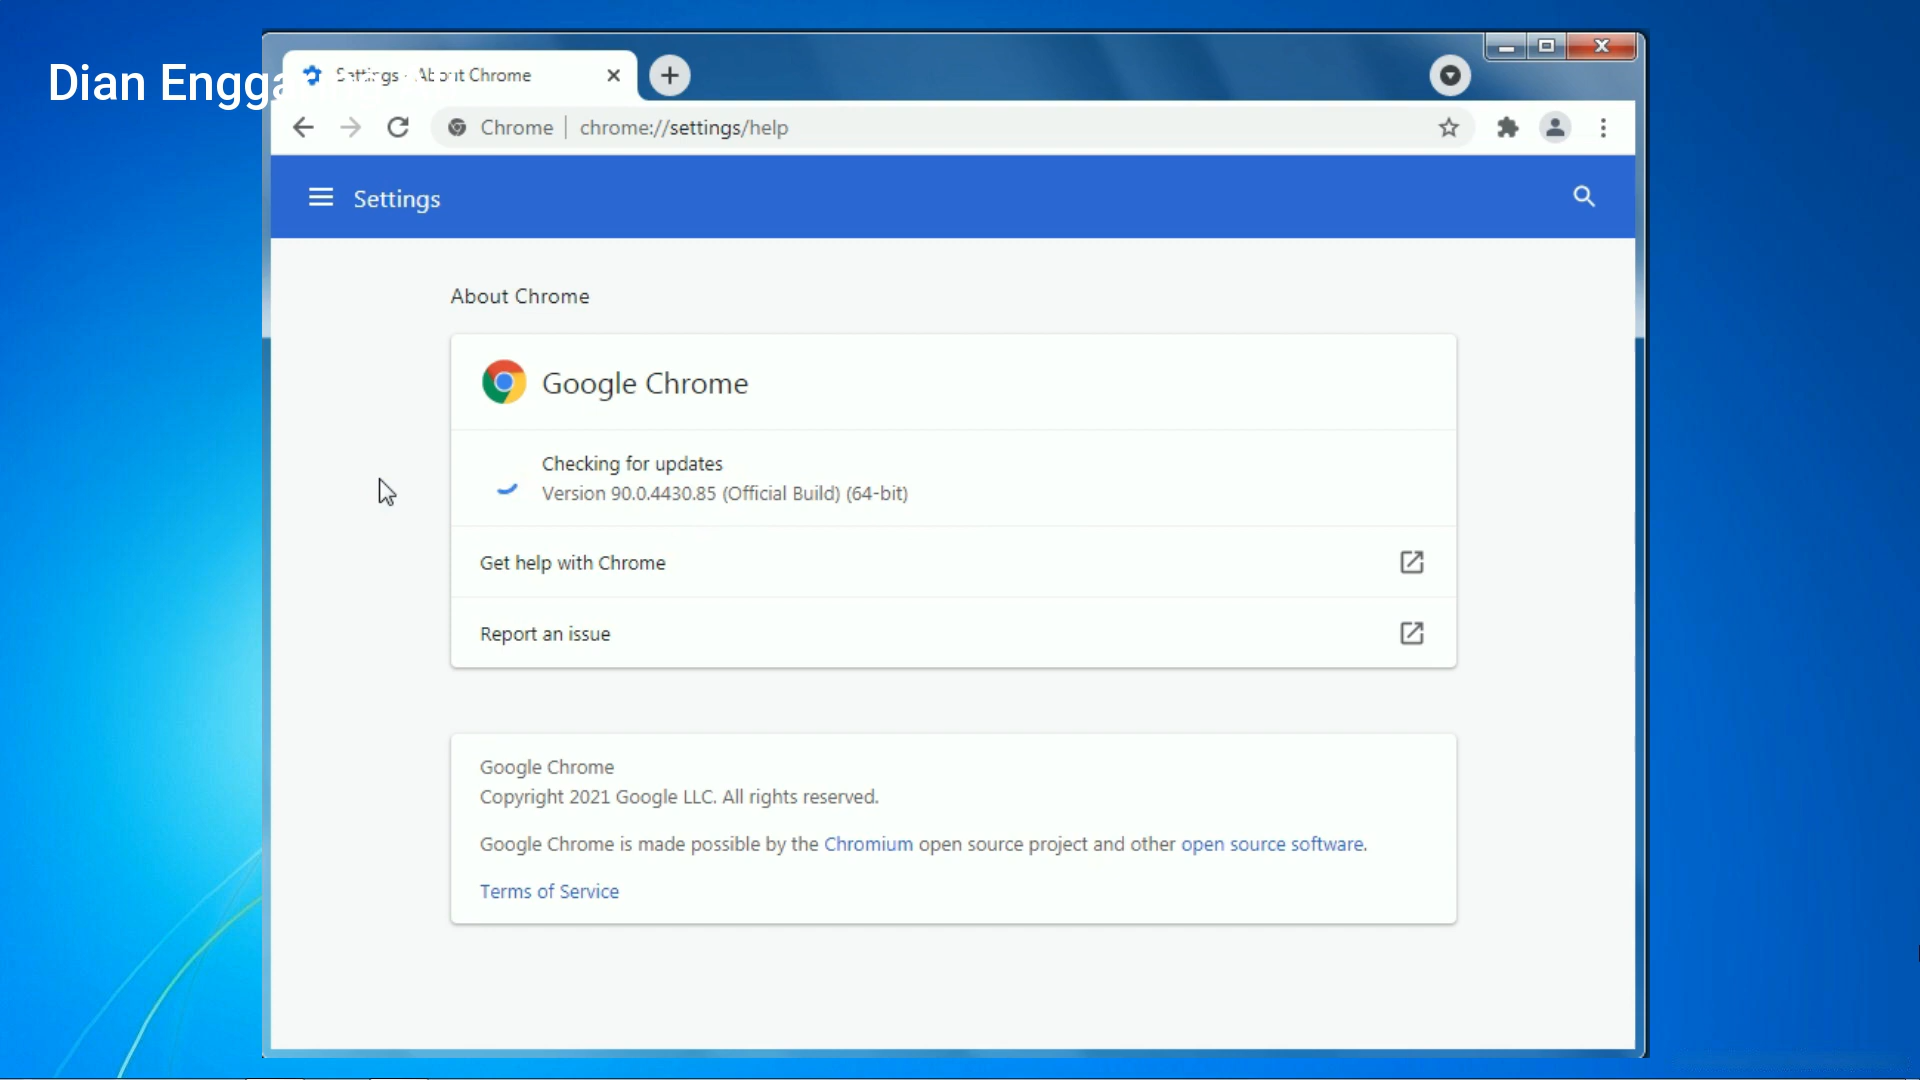 Dian Engga
Settings - About Chrome
Chrome
chrome://settings/help
Settings
About Chrome
Google Chrome
Checking for updates
Version 90.0.4430.85 (Official Build) (64-bit)
Get help with Chrome
Report an issue
Google Chrome
Copyright 2021 Google LLC. All rights reserved.
Google Chrome is made possible by the Chromium open source project and other open source software.
Terms of Service